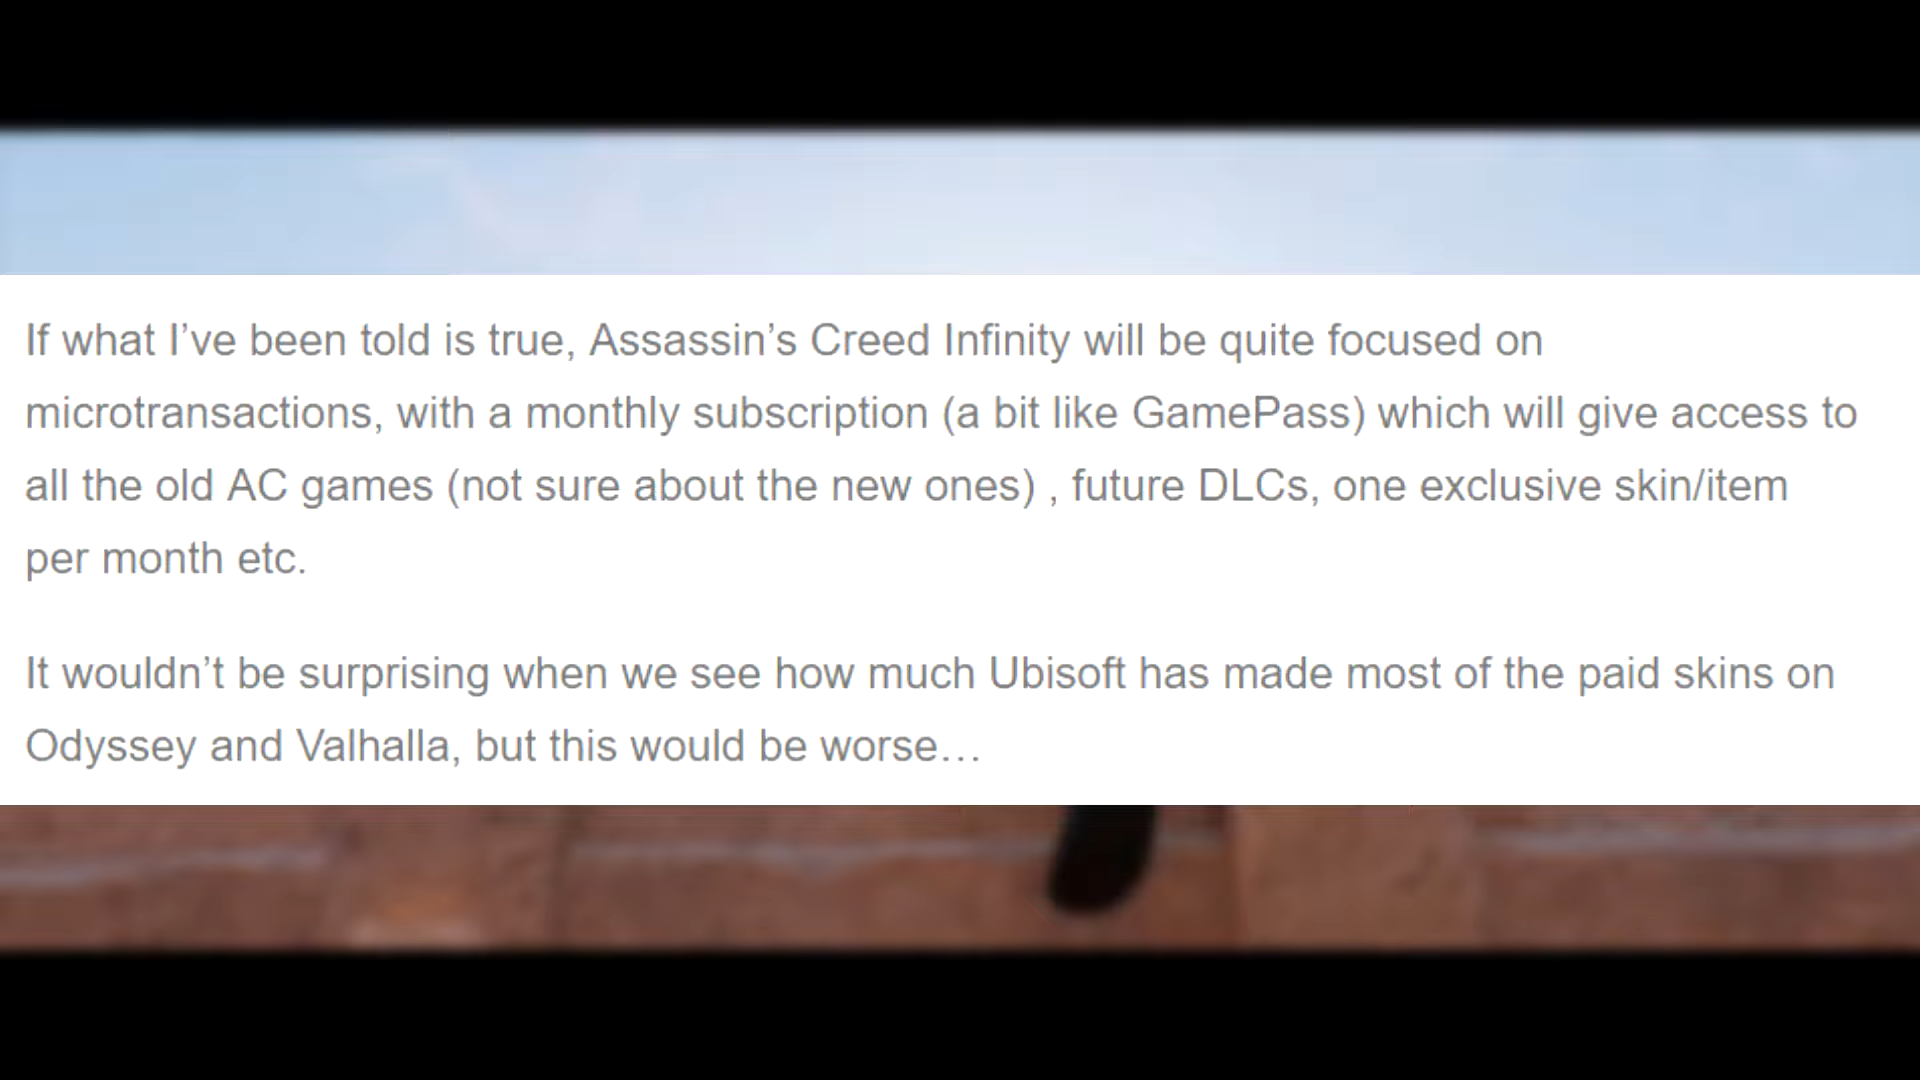 If what I’ve been told is true, Assassin’s Creed Infinity will be quite focused on
microtransactions, with a monthly subscription (a bit like GamePass) which will give access to
all the old AC games (not sure about the new ones) , future DLCs, one exclusive skin/item
per month etc.
It wouldn’t be surprising when we see how much Ubisoft has made most of the paid skins on
Odyssey and Valhalla, but this would be worse…